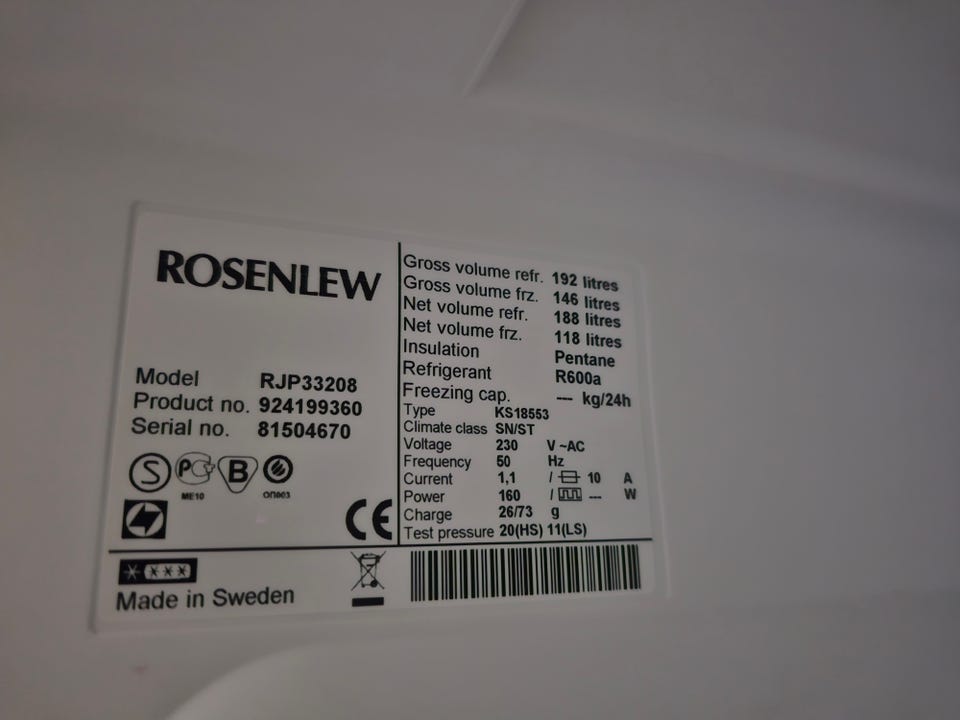 ROSENLEW
Model RJP33208
Product no. 924199360
Serial no. 81504670
S PC B
ME10 ОП003
CE
Made in Sweden
Gross volume refr. 192 litres
Gross volume frz. 146 litres
Net volume refr. 188 litres
Net volume frz. 118 litres
Insulation Pentane
Refrigerant R600a
Freezing cap. --- kg/24h
Type KS18553
Climate class SN/ST
Voltage 230 V ~AC
Frequency 50 Hz
Current 1,1 / 10 A
Power 160 / --- W
Charge 26/73 g
Test pressure 20(HS) 11(LS)